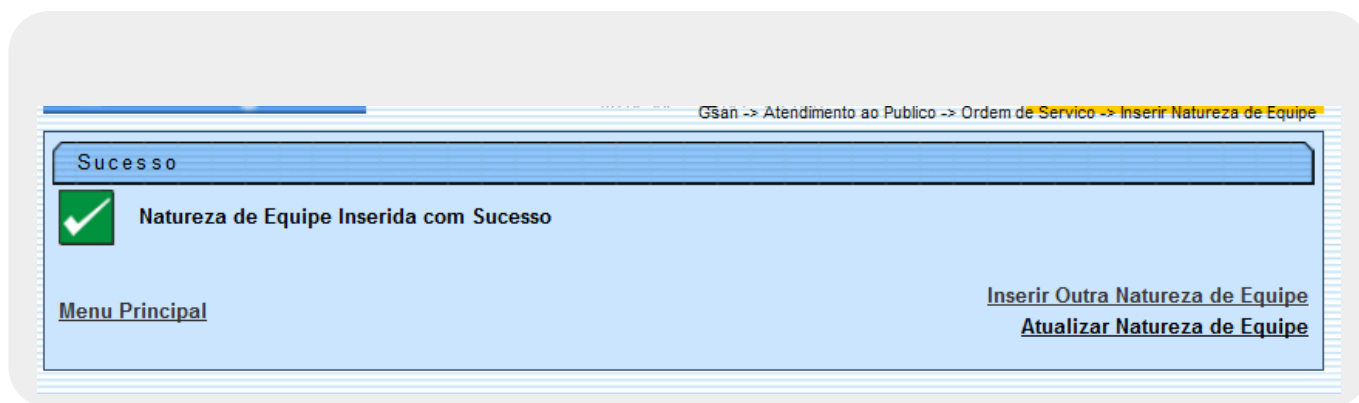 Gsan -> Atendimento ao Publico -> Ordem de Servico -> Inserir Natureza de Equipe
Sucesso
Natureza de Equipe Inserida com Sucesso
Menu Principal
Inserir Outra Natureza de Equipe
Atualizar Natureza de Equipe